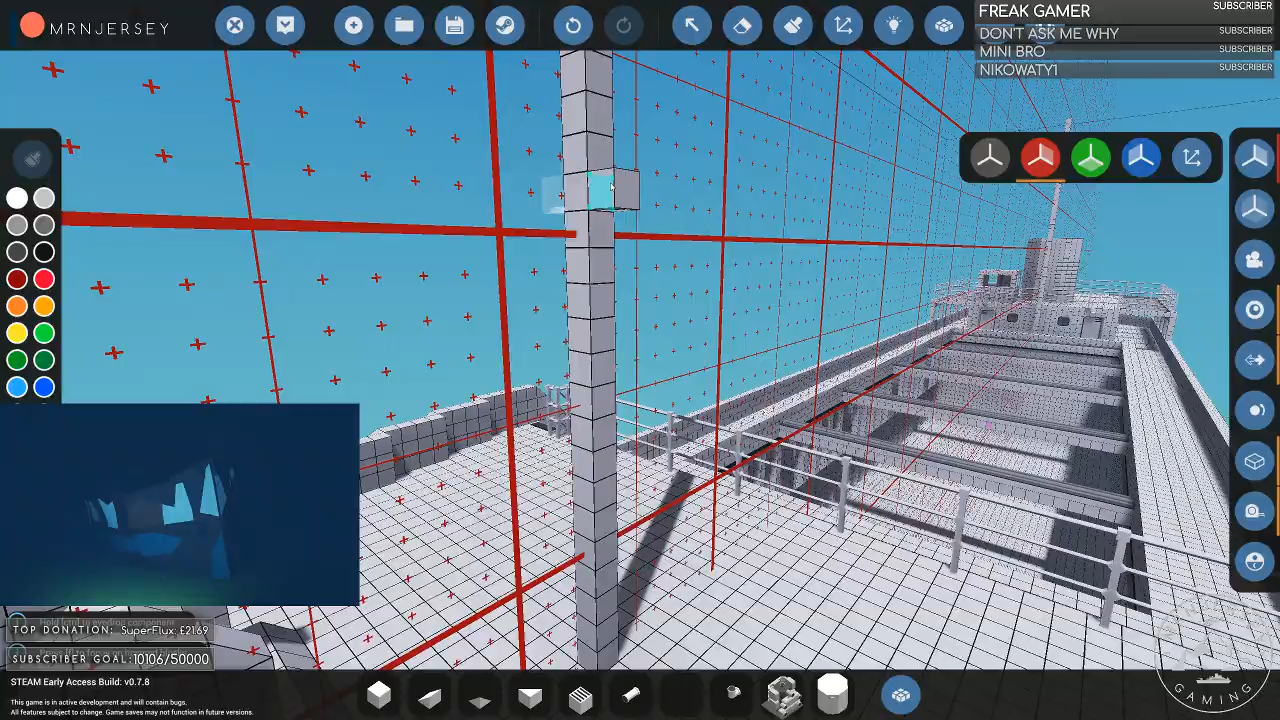 MRNJERSEY
FREAK GAMER SUBSCRIBER
DON'T ASK ME WHY SUBSCRIBER
MINI BRO SUBSCRIBER
NIKOWATY1 SUBSCRIBER
TOP DONATION: SuperFlux: £21.69
SUBSCRIBER GOAL: 10106/50000
STEAM Early Access Build: v0.7.8
This game is in active development and will contain bugs.
All features subject to change. Game saves may not function in future versions.
GAMING